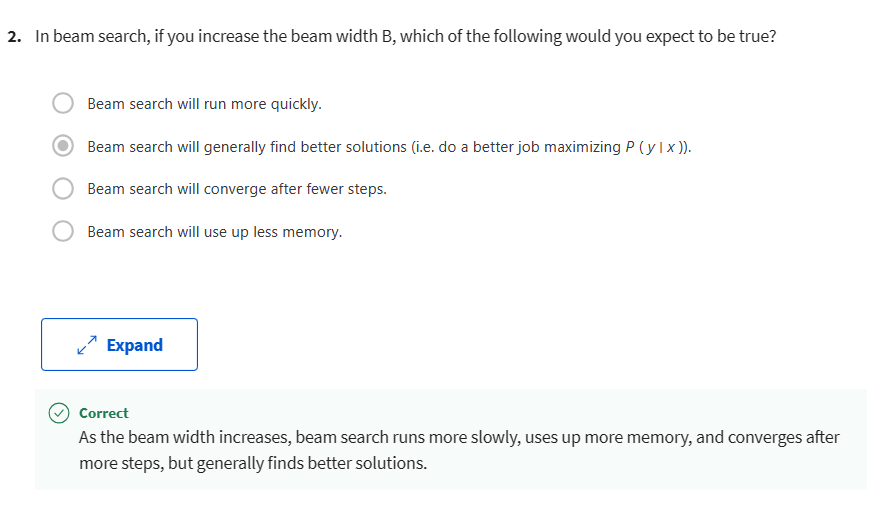 2. In beam search, if you increase the beam width B, which of the following would you expect to be true?
Beam search will run more quickly.
Beam search will generally find better solutions (i.e. do a better job maximizing P ( y | x )).
Beam search will converge after fewer steps.
Beam search will use up less memory.
Expand
Correct
As the beam width increases, beam search runs more slowly, uses up more memory, and converges after
more steps, but generally finds better solutions.